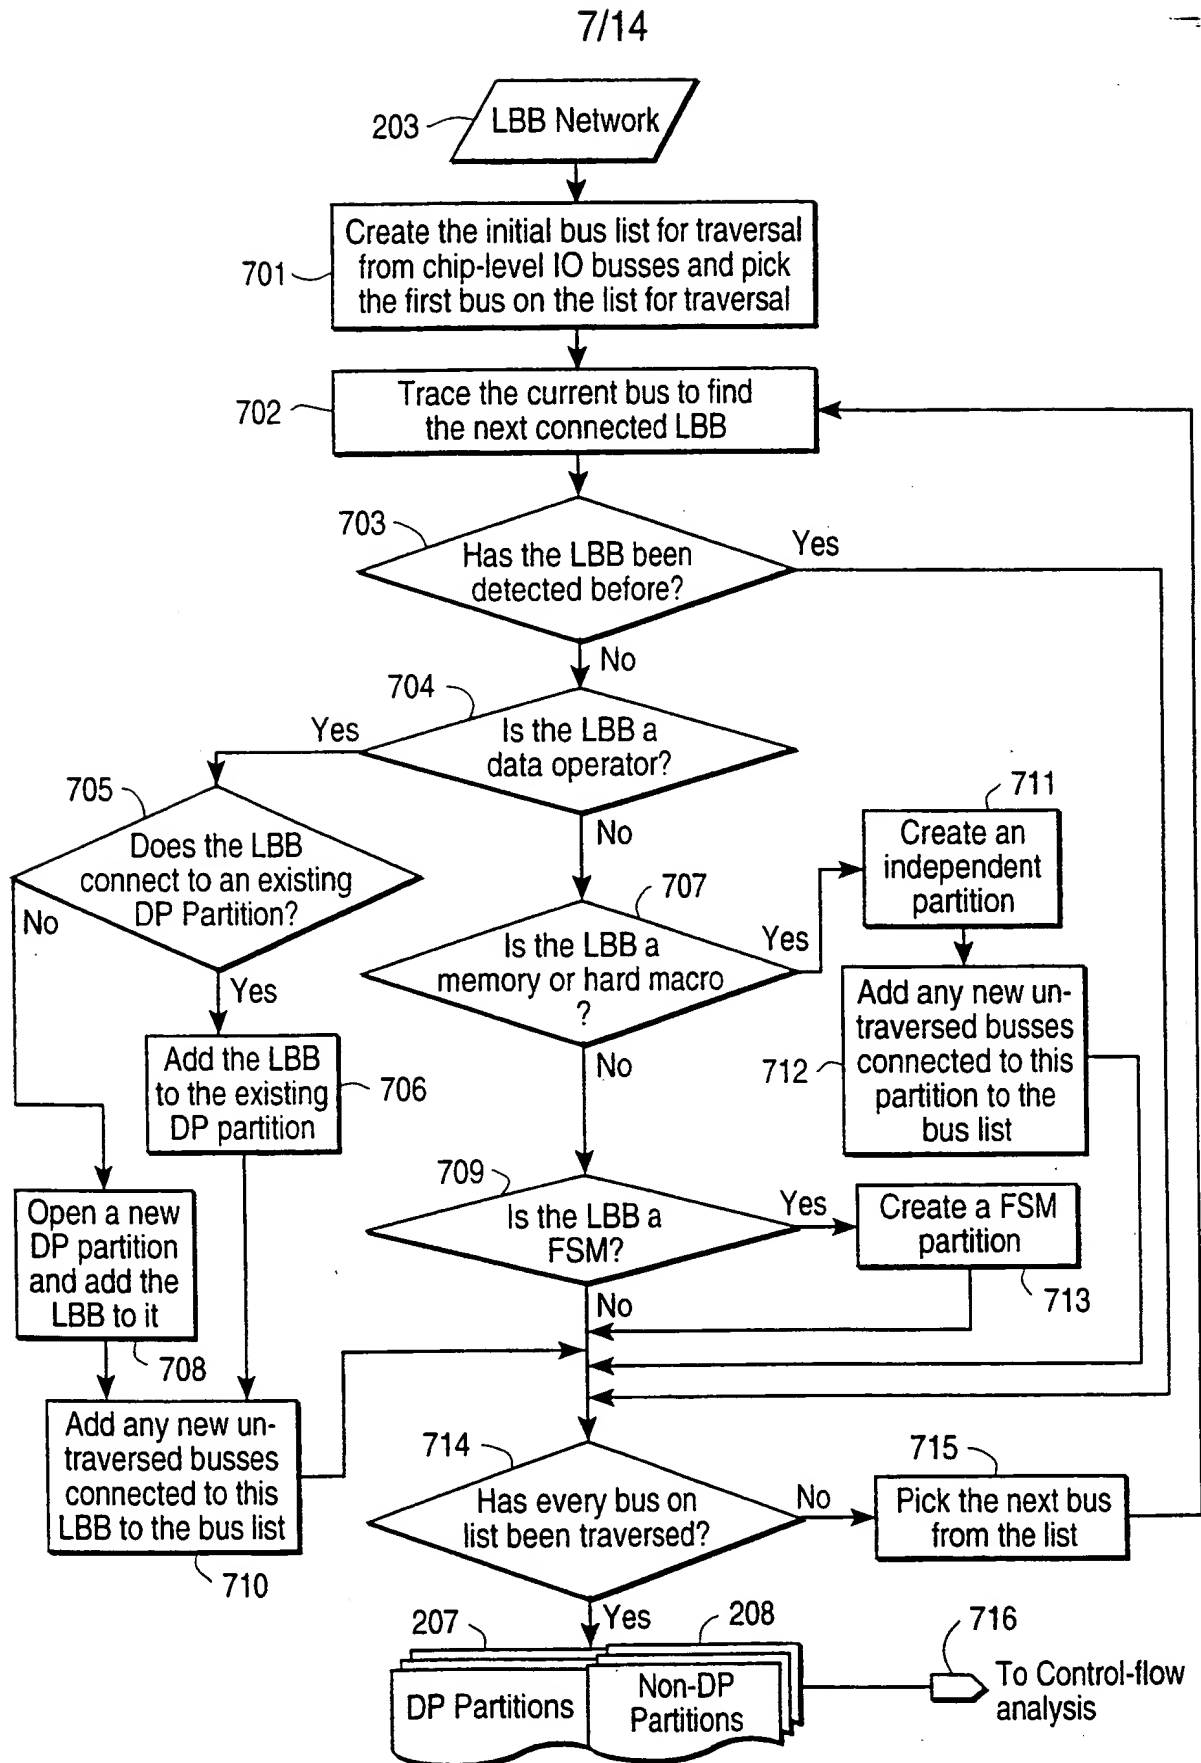 7/14
203
LBB Network
701
Create the initial bus list for traversal
from chip-level IO busses and pick
the first bus on the list for traversal
702
Trace the current bus to find
the next connected LBB
703
Has the LBB been
detected before?
Yes
No
704
Is the LBB a
data operator?
Yes
No
705
Does the LBB
connect to an existing
DP Partition?
No
Yes
Add the LBB
to the existing
DP partition
706
707
Is the LBB a
memory or hard macro
?
Yes
No
711
Create an
independent
partition
712
Add any new un-
traversed busses
connected to this
partition to the
bus list
Open a new
DP partition
and add the
LBB to it
708
709
Is the LBB a
FSM?
Yes
No
Create a FSM
partition
713
Add any new un-
traversed busses
connected to this
LBB to the bus list
710
714
Has every bus on
list been traversed?
No
Yes
715
Pick the next bus
from the list
207
DP Partitions
208
Non-DP
Partitions
716
To Control-flow
analysis